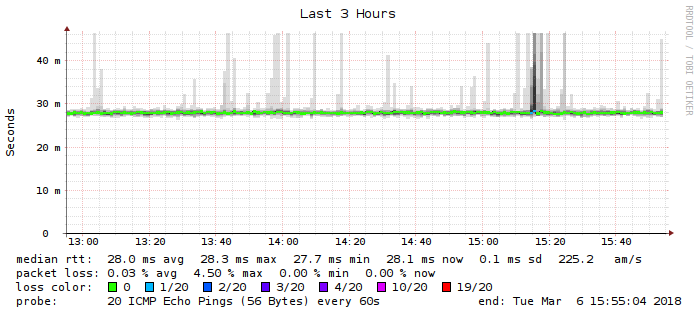 Last 3 Hours
RRDTOOL / TOBI OETIKER
Seconds
40 m
30 m
20 m
10 m
0
13:00 13:20 13:40 14:00 14:20 14:40 15:00 15:20 15:40
median rtt: 28.0 ms avg 28.3 ms max 27.7 ms min 28.1 ms now 0.1 ms sd 225.2 am/s
packet loss: 0.03 % avg 4.50 % max 0.00 % min 0.00 % now
loss color: 0 1/20 2/20 3/20 4/20 10/20 19/20
probe: 20 ICMP Echo Pings (56 Bytes) every 60s end: Tue Mar 6 15:55:04 2018